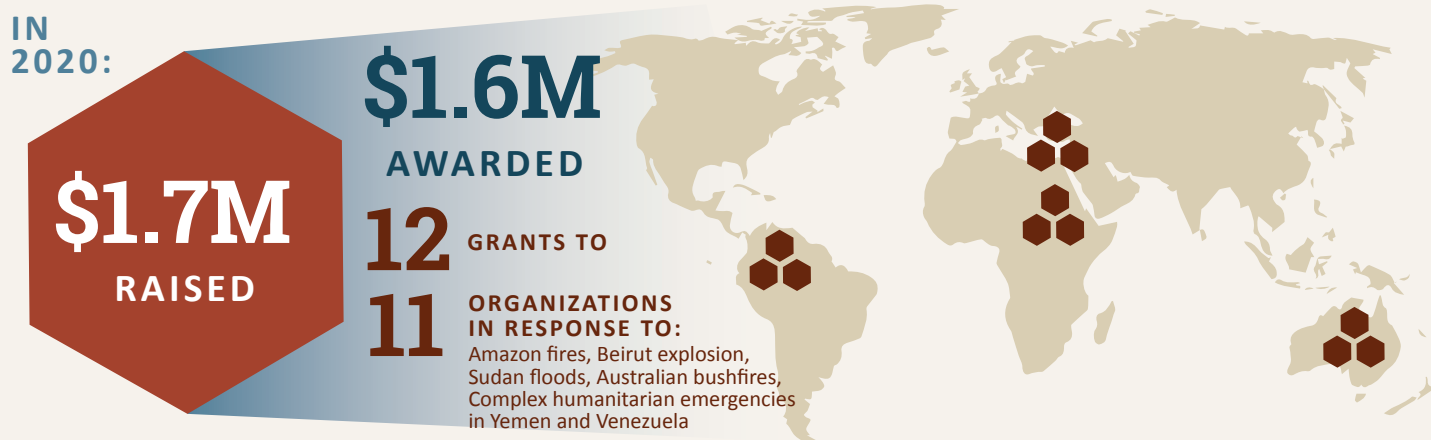 IN
2020:
$1.7M
RAISED
$1.6M
AWARDED
12 GRANTS TO
11 ORGANIZATIONS
IN RESPONSE TO:
Amazon fires, Beirut explosion,
Sudan floods, Australian bushfires,
Complex humanitarian emergencies
in Yemen and Venezuela